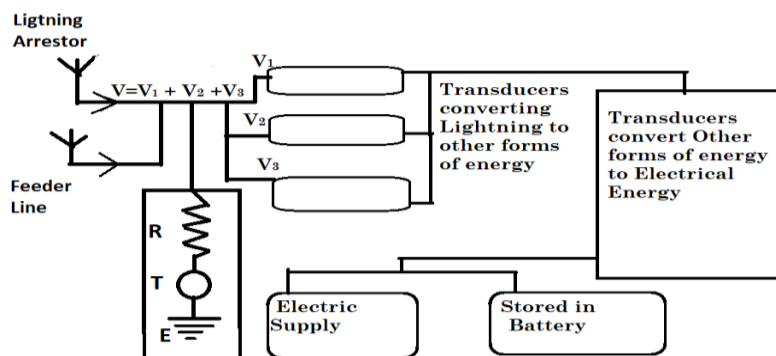 Ligtning
Arrestor
V=V₁ + V₂ +V₃
V₁
V₂
V₃
Feeder
Line
Transducers
converting
Lightning to
other forms
of energy
Transducers
convert Other
forms of energy
to Electrical
Energy
R
T
E
Electric
Supply
Stored in
Battery